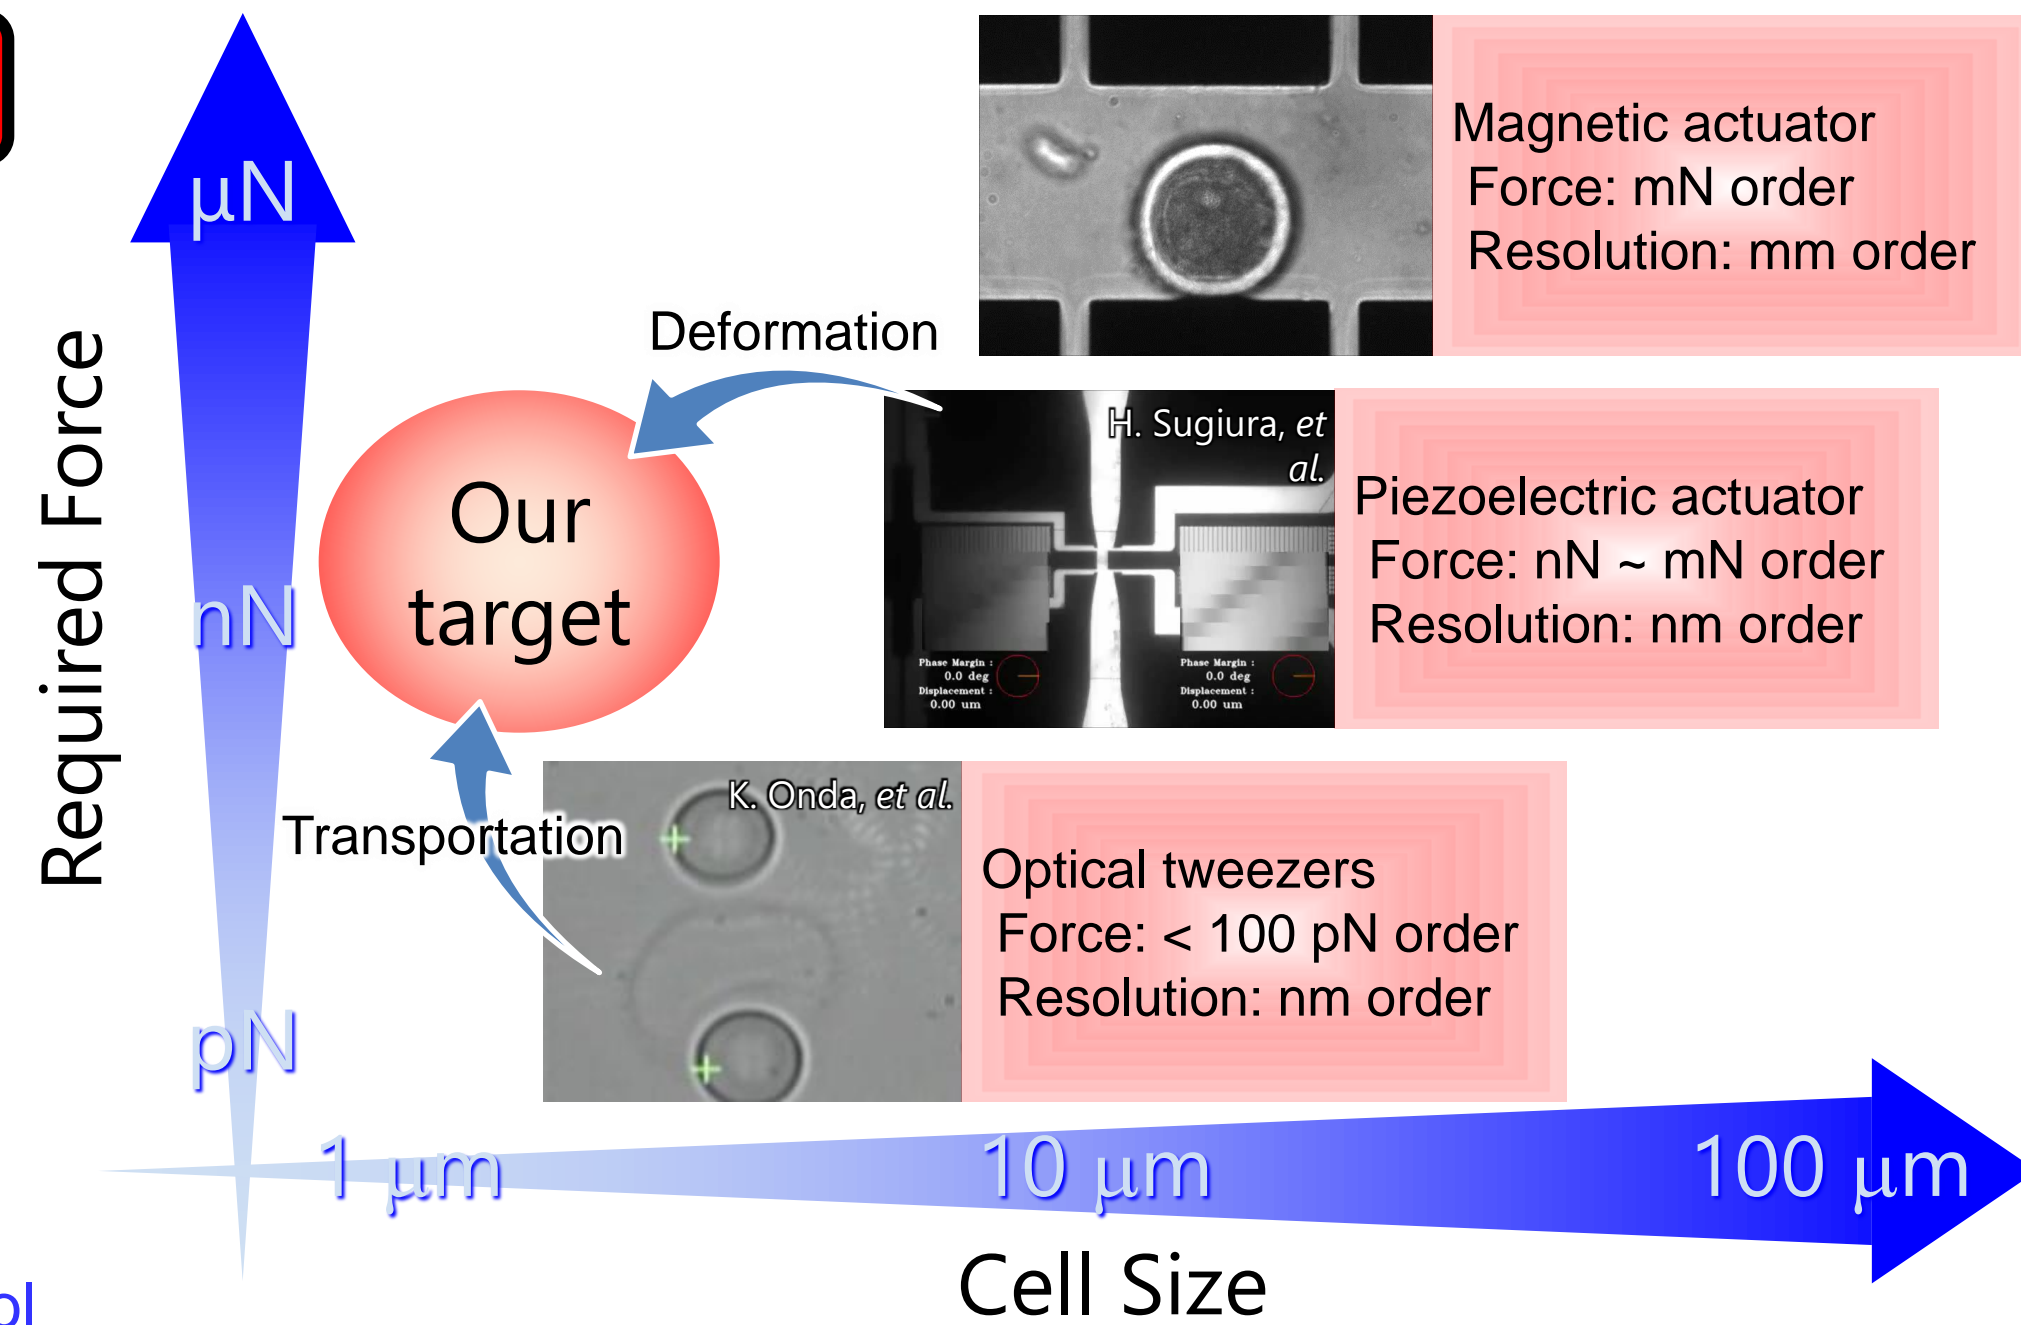 µN
nN
pN
Required Force
Magnetic actuator
Force: mN order
Resolution: mm order
Deformation
H. Sugiura, et
al.
Piezoelectric actuator
Force: nN ~ mN order
Resolution: nm order
Phase Margin :
0.0 deg
Displacement :
0.00 um
Phase Margin :
0.0 deg
Displacement :
0.00 um
Our
target
Transportation
K. Onda, et al.
Optical tweezers
Force: < 100 pN order
Resolution: nm order
1 µm
10 µm
100 µm
Cell Size
ol